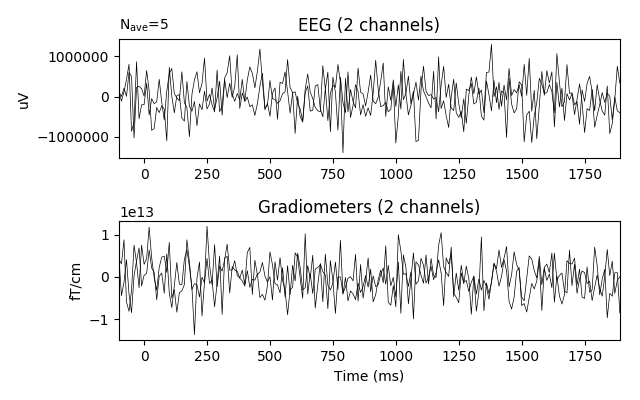 N_ave=5
EEG (2 channels)
1000000
0
−1000000
uV
0 250 500 750 1000 1250 1500 1750
1e13
Gradiometers (2 channels)
1
0
−1
fT/cm
0 250 500 750 1000 1250 1500 1750
Time (ms)